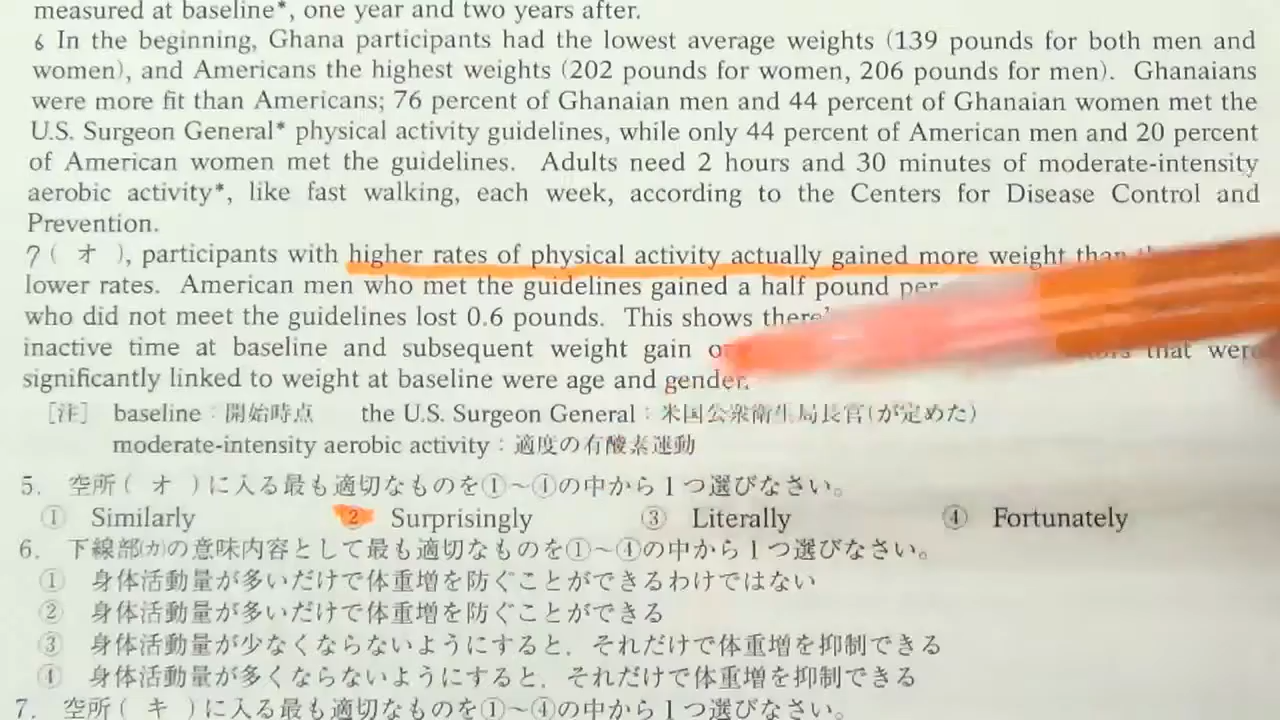 measured at baseline*, one year and two years after.
6 In the beginning, Ghana participants had the lowest average weights (139 pounds for both men and
women), and Americans the highest weights (202 pounds for women, 206 pounds for men). Ghanaians
were more fit than Americans; 76 percent of Ghanaian men and 44 percent of Ghanaian women met the
U.S. Surgeon General* physical activity guidelines, while only 44 percent of American men and 20 percent
of American women met the guidelines. Adults need 2 hours and 30 minutes of moderate-intensity
aerobic activity*, like fast walking, each week, according to the Centers for Disease Control and
Prevention.
7 ( オ ), participants with higher rates of physical activity actually gained more weight than
lower rates. American men who met the guidelines gained a half pound per
who did not meet the guidelines lost 0.6 pounds. This shows
inactive time at baseline and subsequent weight gain that were
significantly linked to weight at baseline were age and gender.
[注] baseline：開始時点 the U.S. Surgeon General：米国公衆衛生局長官(が定めた)
moderate-intensity aerobic activity：適度の有酸素運動
5. 空所( オ )に入る最も適切なものを①～④の中から1つ選びなさい。
① Similarly ② Surprisingly ③ Literally ④ Fortunately
6. 下線部(カ)の意味内容として最も適切なものを①～④の中から1つ選びなさい。
① 身体活動量が多いだけで体重増を防ぐことができるわけではない
② 身体活動量が多いだけで体重増を防ぐことができる
③ 身体活動量が少なくならないようにすると，それだけで体重増を抑制できる
④ 身体活動量が多くならないようにすると，それだけで体重増を抑制できる
7. 空所( キ )に入る最も適切なものを①～④の中から1つ選びなさい。